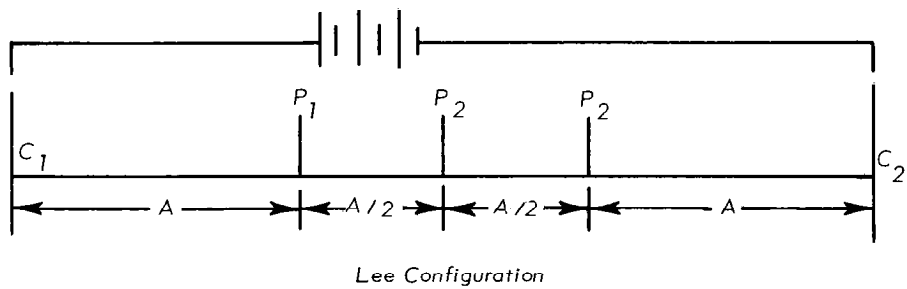 P1 P2 P2
C1 C2
A A/2 A/2 A
Lee Configuration